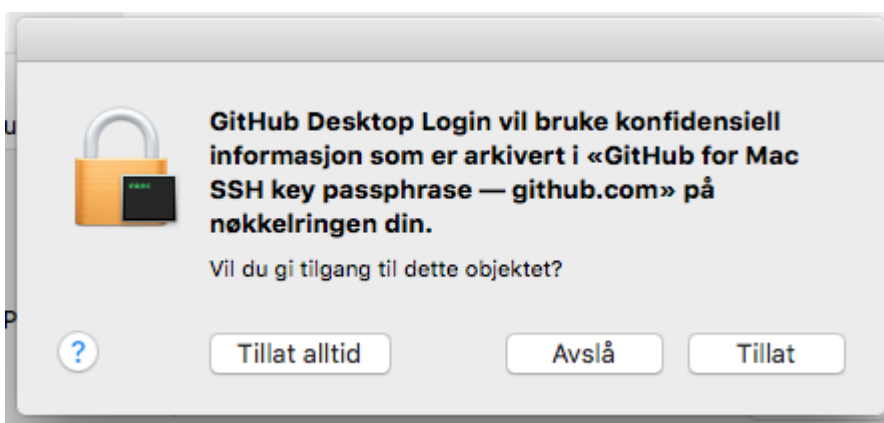 GitHub Desktop Login vil bruke konfidensiell
informasjon som er arkivert i «GitHub for Mac
SSH key passphrase — github.com» på
nøkkelringen din.
Vil du gi tilgang til dette objektet?
u
P
?
Tillat alltid
Avslå
Tillat